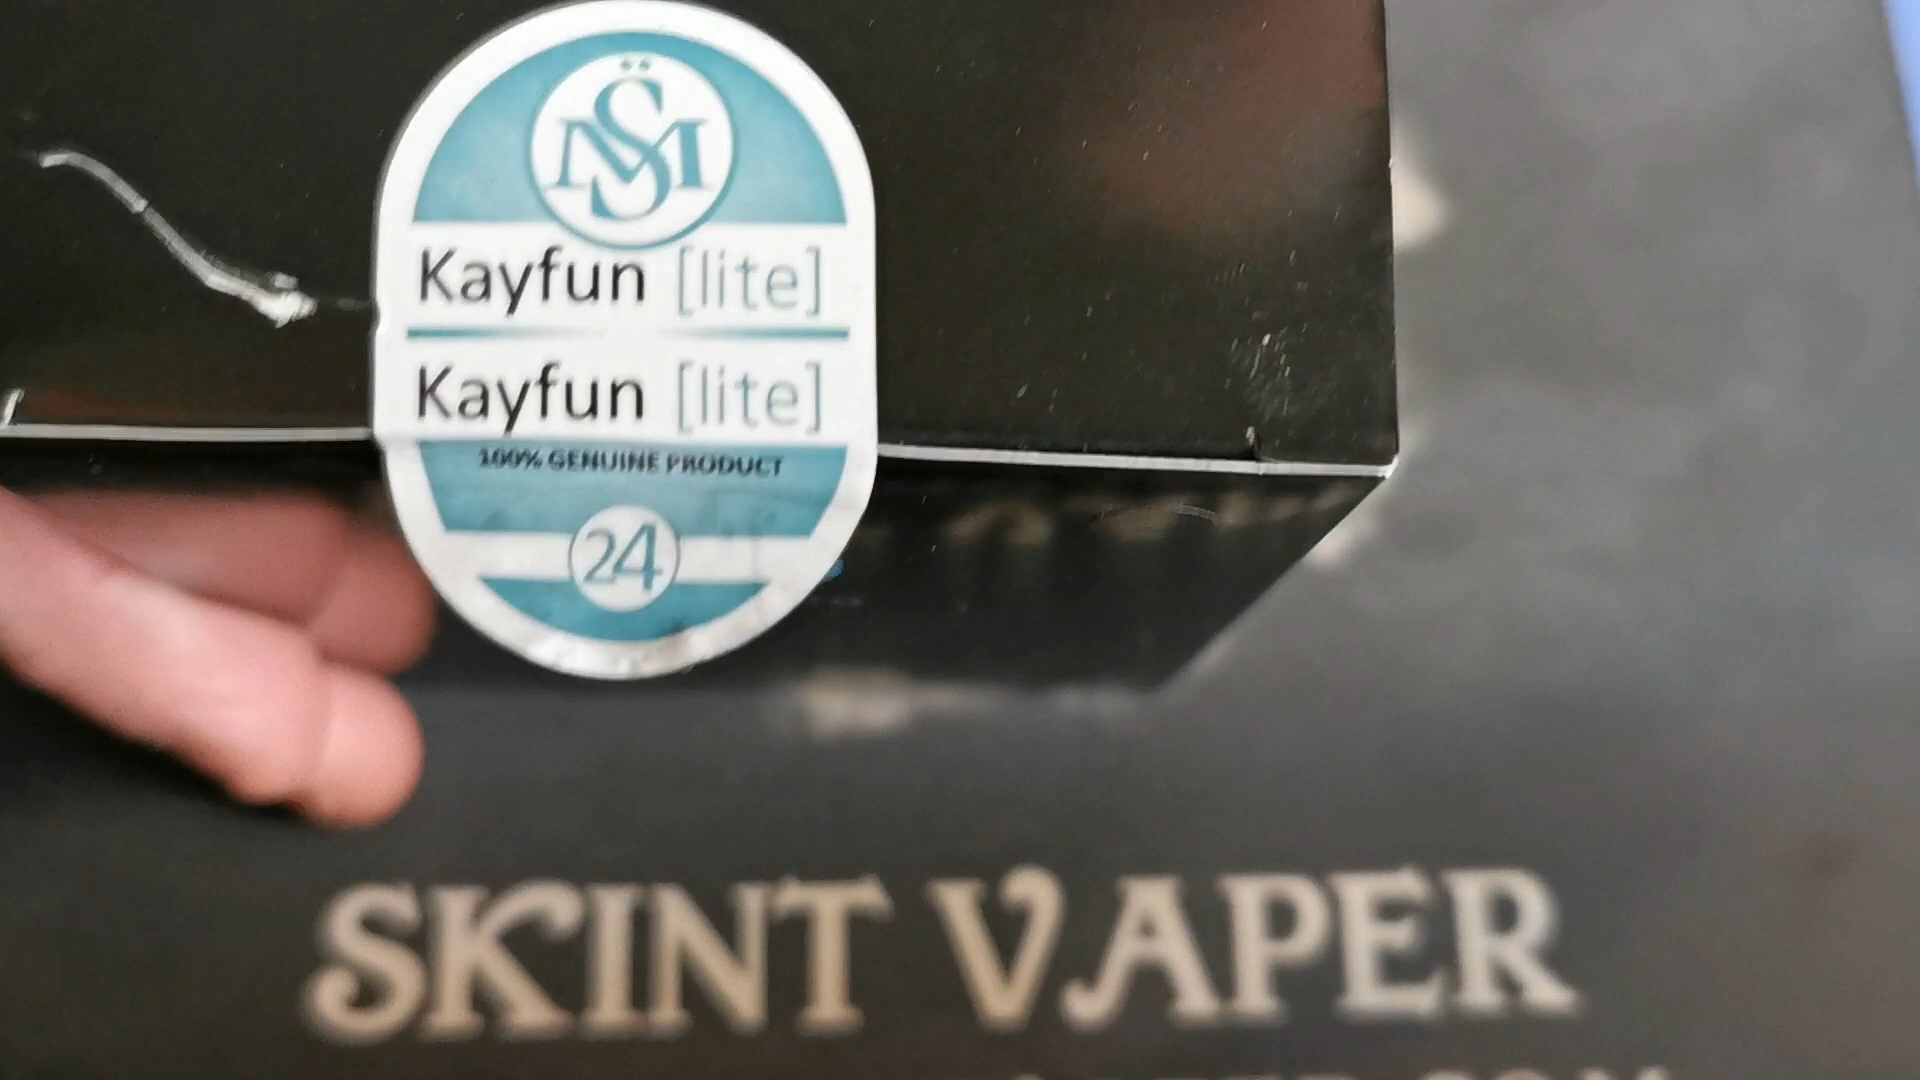 SM
Kayfun [lite]
Kayfun [lite]
100% GENUINE PRODUCT
24
SKINT VAPER